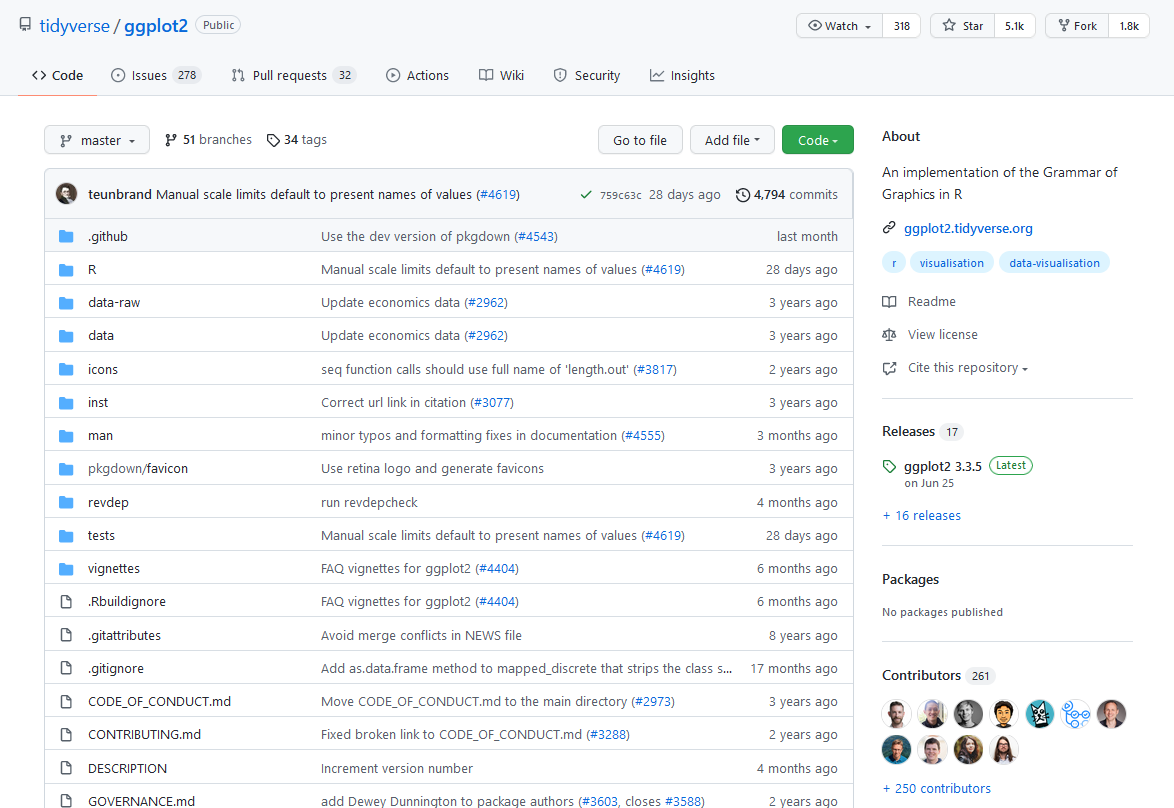 tidyverse / ggplot2 Public
Watch 318 Star 5.1k Fork 1.8k
Code Issues 278 Pull requests 32 Actions Wiki Security Insights
master 51 branches 34 tags Go to file Add file Code
teunbrand Manual scale limits default to present names of values (#4619) 759c63c 28 days ago 4,794 commits
.github Use the dev version of pkgdown (#4543) last month
R Manual scale limits default to present names of values (#4619) 28 days ago
data-raw Update economics data (#2962) 3 years ago
data Update economics data (#2962) 3 years ago
icons seq function calls should use full name of 'length.out' (#3817) 2 years ago
inst Correct url link in citation (#3077) 3 years ago
man minor typos and formatting fixes in documentation (#4555) 3 months ago
pkgdown/favicon Use retina logo and generate favicons 3 years ago
revdep run revdepcheck 4 months ago
tests Manual scale limits default to present names of values (#4619) 28 days ago
vignettes FAQ vignettes for ggplot2 (#4404) 6 months ago
.Rbuildignore FAQ vignettes for ggplot2 (#4404) 6 months ago
.gitattributes Avoid merge conflicts in NEWS file 8 years ago
.gitignore Add as.data.frame method to mapped_discrete that strips the class s... 17 months ago
CODE_OF_CONDUCT.md Move CODE_OF_CONDUCT.md to the main directory (#2973) 3 years ago
CONTRIBUTING.md Fixed broken link to CODE_OF_CONDUCT.md (#3288) 2 years ago
DESCRIPTION Increment version number 4 months ago
GOVERNANCE.md add Dewey Dunnington to package authors (#3603, closes #3588) 2 years ago
About
An implementation of the Grammar of
Graphics in R
ggplot2.tidyverse.org
r visualisation data-visualisation
Readme
View license
Cite this repository
Releases 17
ggplot2 3.3.5 Latest
on Jun 25
+ 16 releases
Packages
No packages published
Contributors 261
+ 250 contributors